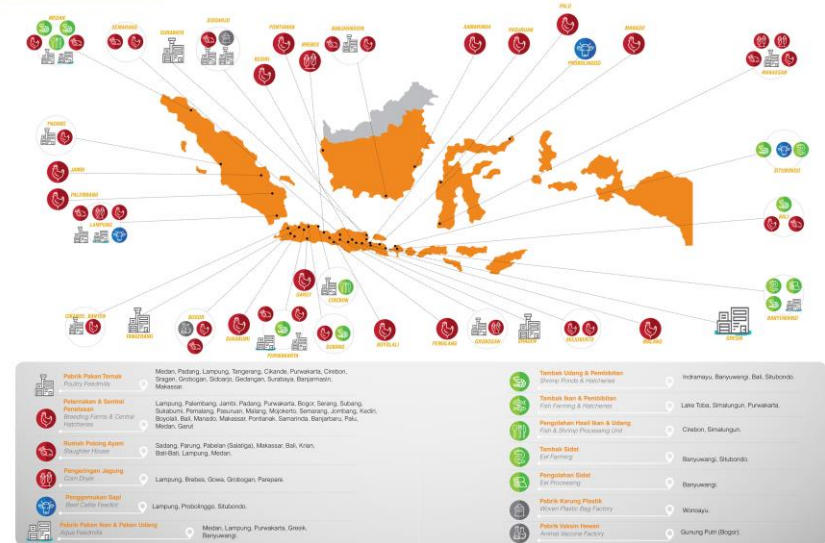 MEDAN
SEMARANG
SURABAYA
SIDOARJO
PONTIANAK
KEDIRI
BREBES
BANJARMASIN
SAMARINDA
PASURUAN
PALU
PROBOLINGGO
MANADO
MAKASSAR
PADANG
JAMBI
PALEMBANG
LAMPUNG
SITUBONDO
BALI
CIKANDE, BANTEN
TANGERANG
BOGOR
SUKABUMI
PURWAKARTA
GARUT
CIREBON
SUBANG
BOYOLALI
PEMALANG
GROBOGAN
SRAGEN
MOJOKERTO
MALANG
GRESIK
BANYUWANGI
Pabrik Pakan Ternak
Poultry Feedmills
Medan, Padang, Lampung, Tangerang, Cikande, Purwakarta, Cirebon,
Sragen, Grobogan, Sidoarjo, Gedangan, Surabaya, Banjarmasin,
Makassar.
Peternakan & Sentral
Penetasan
Breeding Farms & Central
Hatcheries
Lampung, Palembang, Jambi, Padang, Purwakarta, Bogor, Serang, Subang,
Sukabumi, Pemalang, Pasuruan, Malang, Mojokerto, Semarang, Jombang, Kediri,
Boyolali, Bali, Manado, Makassar, Pontianak, Samarinda, Banjarbaru, Palu,
Medan, Garut
Rumah Potong Ayam
Slaughter House
Sadang, Parung, Pabelan (Salatiga), Makassar, Bali, Krian,
Bati-Bati, Lampung, Medan.
Pengeringan Jagung
Corn Dryer
Lampung, Brebes, Gowa, Grobogan, Parepare.
Penggemukan Sapi
Beef Cattle Feedlot
Lampung, Probolinggo, Situbondo.
Pabrik Pakan Ikan & Pakan Udang
Aqua Feedmills
Medan, Lampung, Purwakarta, Gresik,
Banyuwangi.
Tambak Udang & Pembibitan
Shrimp Ponds & Hatcheries
Indramayu, Banyuwangi, Bali, Situbondo.
Tambak Ikan & Pembibitan
Fish Farming & Hatcheries
Lake Toba, Simalungun, Purwakarta.
Pengolahan Hasil Ikan & Udang
Fish & Shrimp Processing Unit
Cirebon, Simalungun.
Tambak Sidat
Eel Farming
Banyuwangi, Situbondo.
Pengolahan Sidat
Eel Processing
Banyuwangi.
Pabrik Karung Plastik
Woven Plastic Bag Factory
Wonoayu.
Pabrik Vaksin Hewan
Animal Vaccine Factory
Gunung Putri (Bogor).